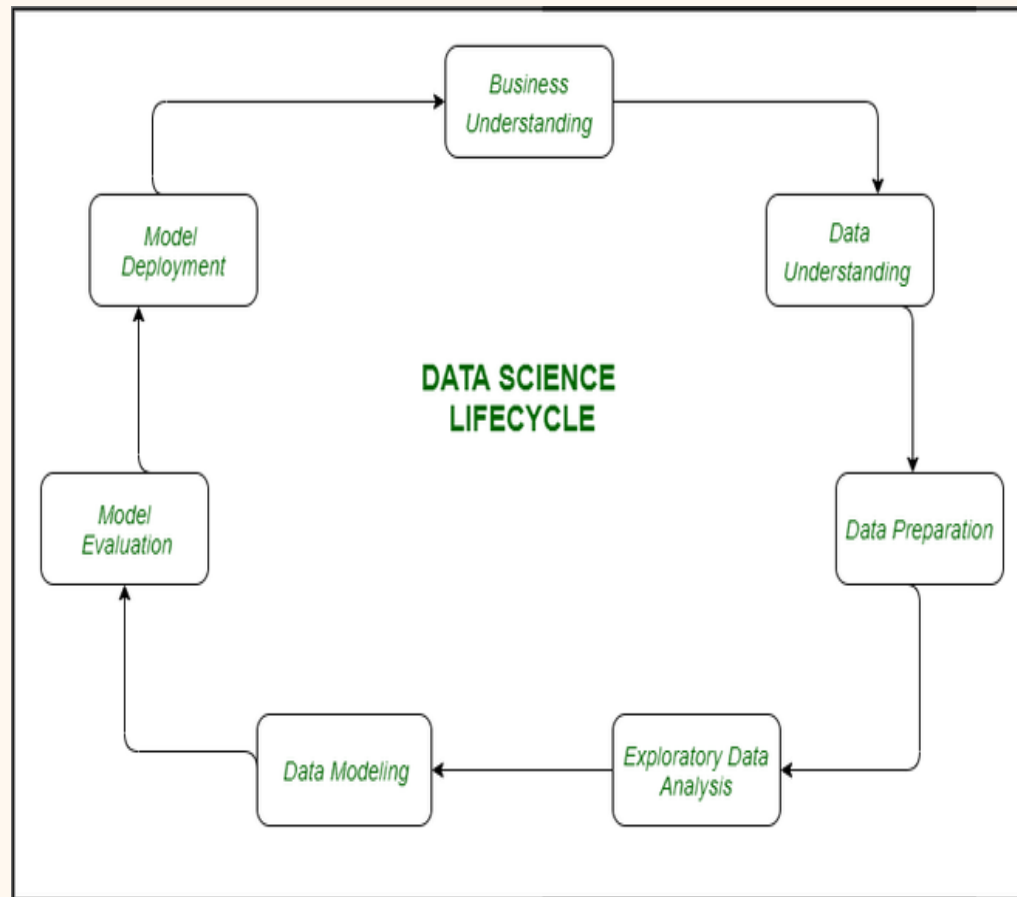 Business
Understanding
Data
Understanding
Model
Deployment
DATA SCIENCE
LIFECYCLE
Data Preparation
Model
Evaluation
Exploratory Data
Analysis
Data Modeling